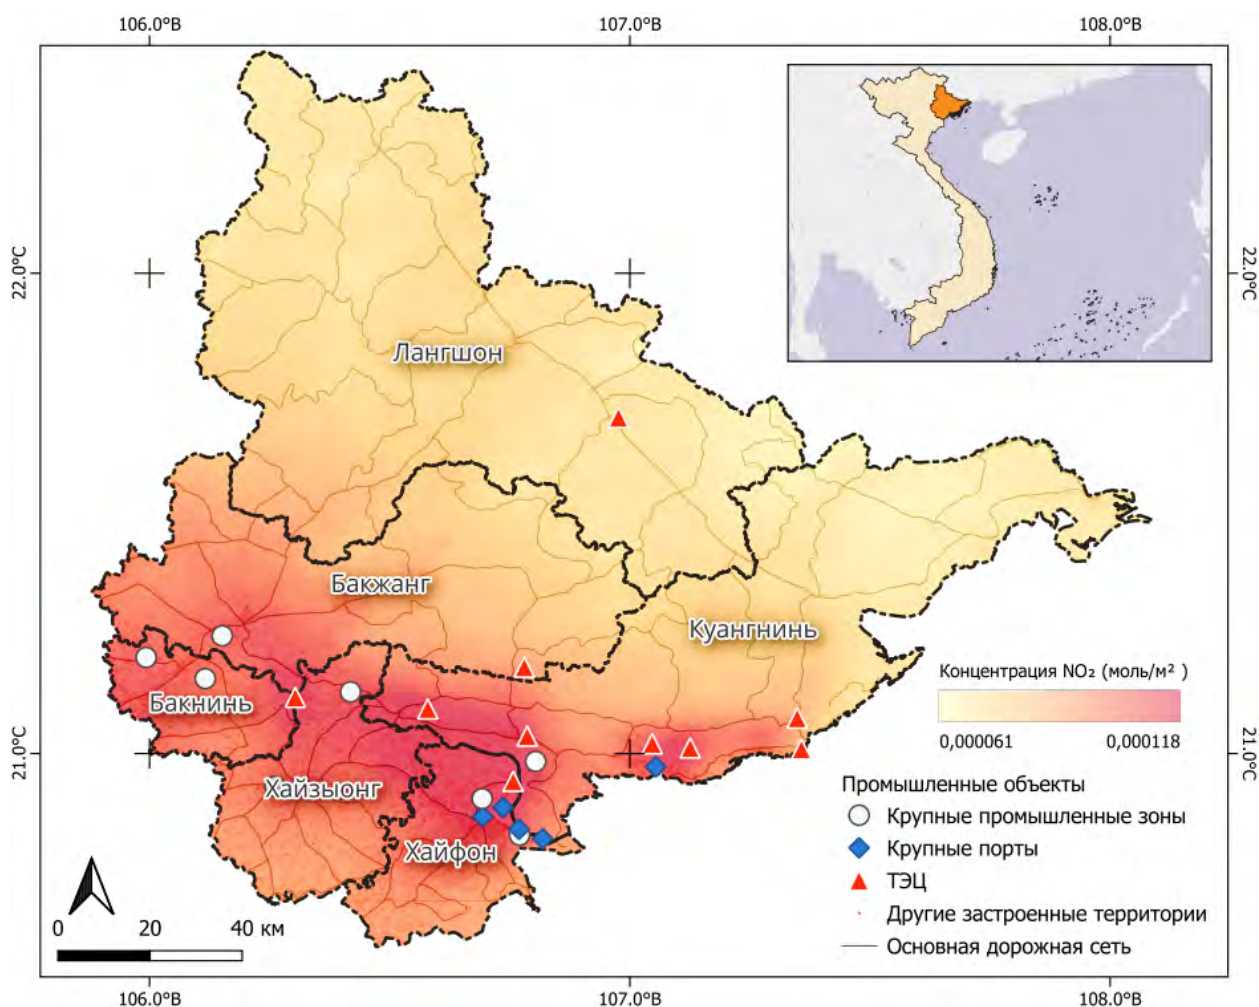 106.0°В 107.0°В 108.0°В
22.0°С 22.0°С
Лангшон
Бакжанг
Куангнинь
Бакнинь
Хайзыонг
Хайфон
21.0°С 21.0°С
Концентрация NO₂ (моль/м² )
0,000061 0,000118
Промышленные объекты
Крупные промышленные зоны
Крупные порты
ТЭЦ
Другие застроенные территории
Основная дорожная сеть
0 20 40 км
106.0°В 107.0°В 108.0°В